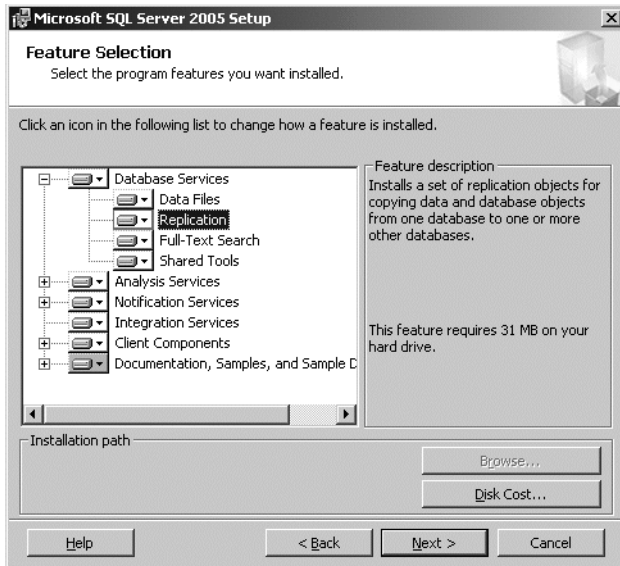 Microsoft SQL Server 2005 Setup
Feature Selection
Select the program features you want installed.
Click an icon in the following list to change how a feature is installed.
Database Services
Data Files
Replication
Full-Text Search
Shared Tools
Analysis Services
Notification Services
Integration Services
Client Components
Documentation, Samples, and Sample D
Feature description
Installs a set of replication objects for
copying data and database objects
from one database to one or more
other databases.
This feature requires 31 MB on your
hard drive.
Installation path
Browse...
Disk Cost...
Help
< Back
Next >
Cancel